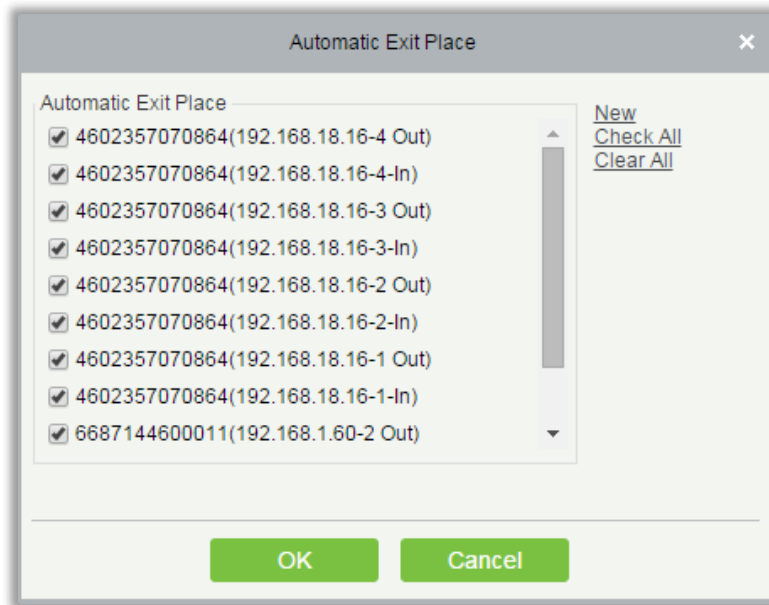 Automatic Exit Place
Automatic Exit Place
4602357070864(192.168.18.16-4 Out)
4602357070864(192.168.18.16-4-In)
4602357070864(192.168.18.16-3 Out)
4602357070864(192.168.18.16-3-In)
4602357070864(192.168.18.16-2 Out)
4602357070864(192.168.18.16-2-In)
4602357070864(192.168.18.16-1 Out)
4602357070864(192.168.18.16-1-In)
6687144600011(192.168.1.60-2 Out)
New
Check All
Clear All
OK
Cancel